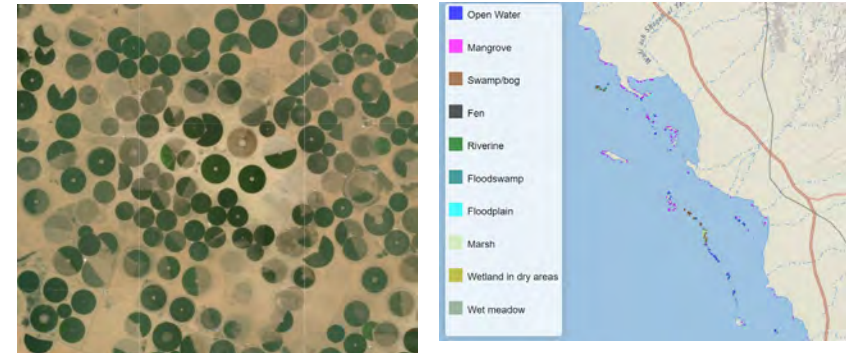 Open Water
Mangrove
Swamp/bog
Fen
Riverine
Floodswamp
Floodplain
Marsh
Wetland in dry areas
Wet meadow